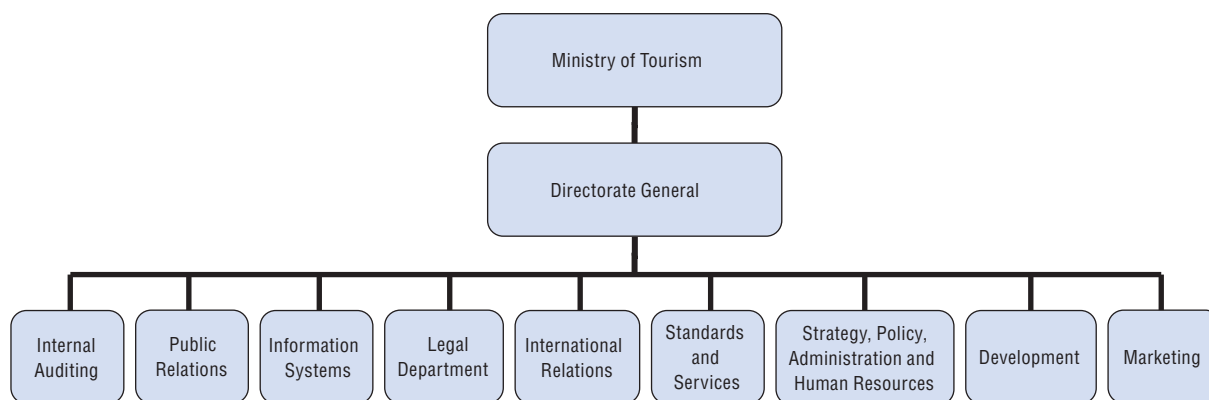 Ministry of Tourism
Directorate General
Internal
Auditing
Public
Relations
Information
Systems
Legal
Department
International
Relations
Standards
and
Services
Strategy, Policy,
Administration and
Human Resources
Development
Marketing